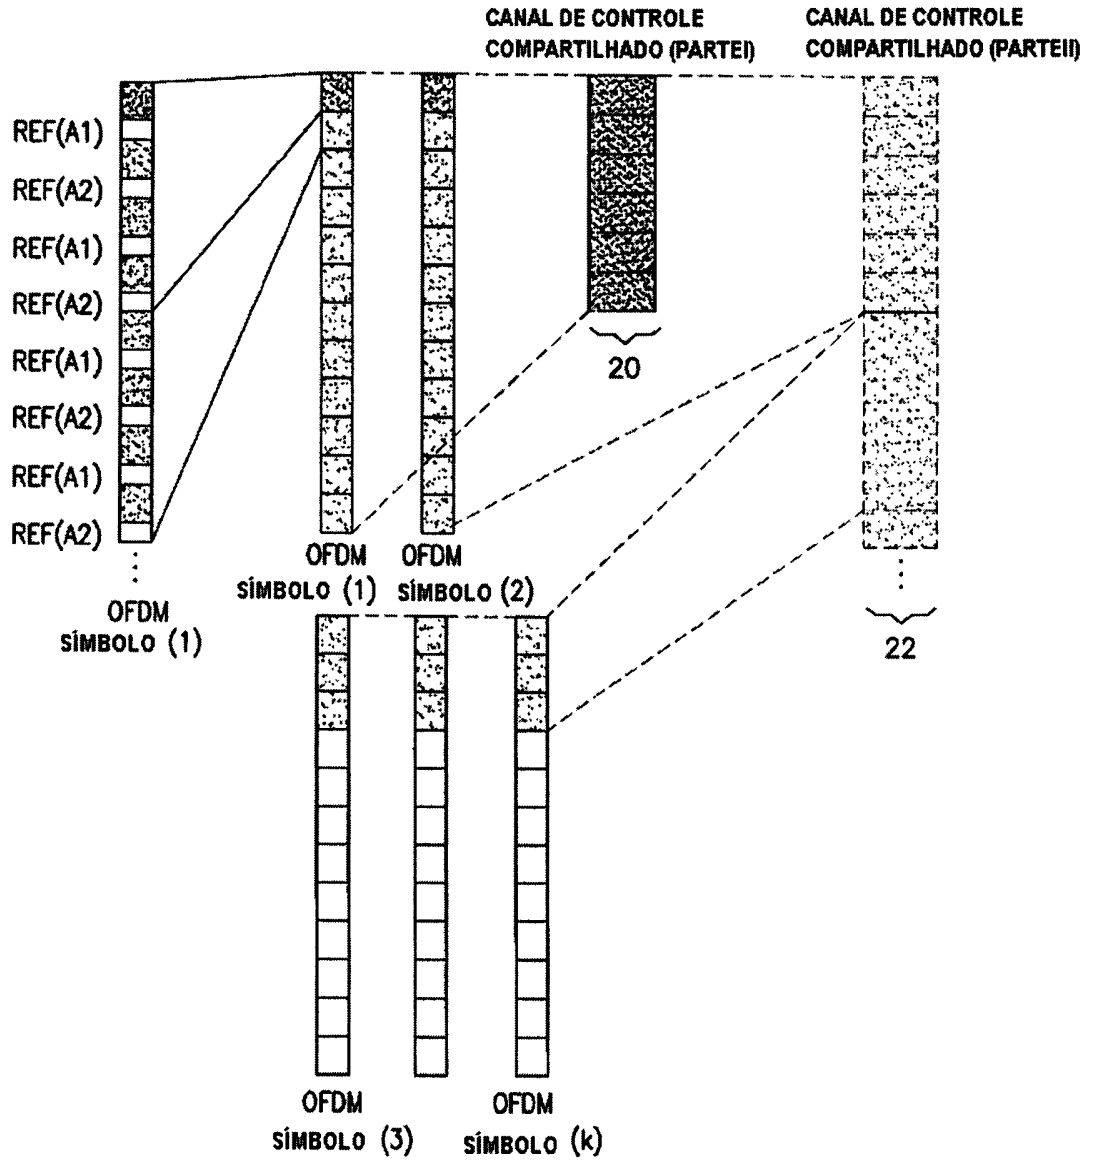 CANAL DE CONTROLE
COMPARTILHADO (PARTEI)
CANAL DE CONTROLE
COMPARTILHADO (PARTEII)
REF(A1)
REF(A2)
REF(A1)
REF(A2)
REF(A1)
REF(A2)
REF(A1)
REF(A2)
OFDM
SÍMBOLO (1)
OFDM
SÍMBOLO (1)
OFDM
SÍMBOLO (2)
20
22
OFDM
SÍMBOLO (3)
OFDM
SÍMBOLO (k)